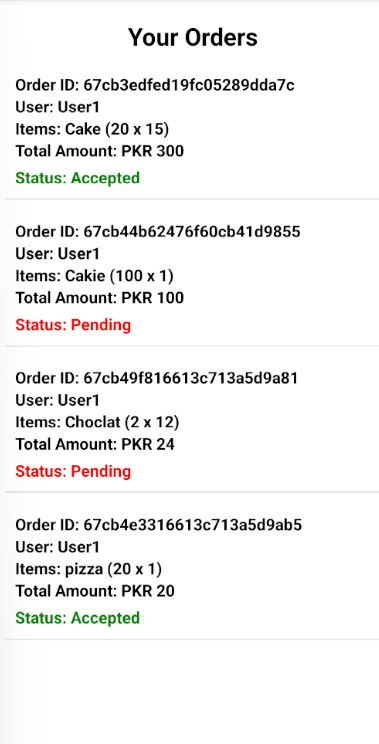 Your Orders
Order ID: 67cb3edfed19fc05289dda7c
User: User1
Items: Cake (20 x 15)
Total Amount: PKR 300
Status: Accepted
Order ID: 67cb44b62476f60cb41d9855
User: User1
Items: Cakie (100 x 1)
Total Amount: PKR 100
Status: Pending
Order ID: 67cb49f816613c713a5d9a81
User: User1
Items: Choclat (2 x 12)
Total Amount: PKR 24
Status: Pending
Order ID: 67cb4e3316613c713a5d9ab5
User: User1
Items: pizza (20 x 1)
Total Amount: PKR 20
Status: Accepted